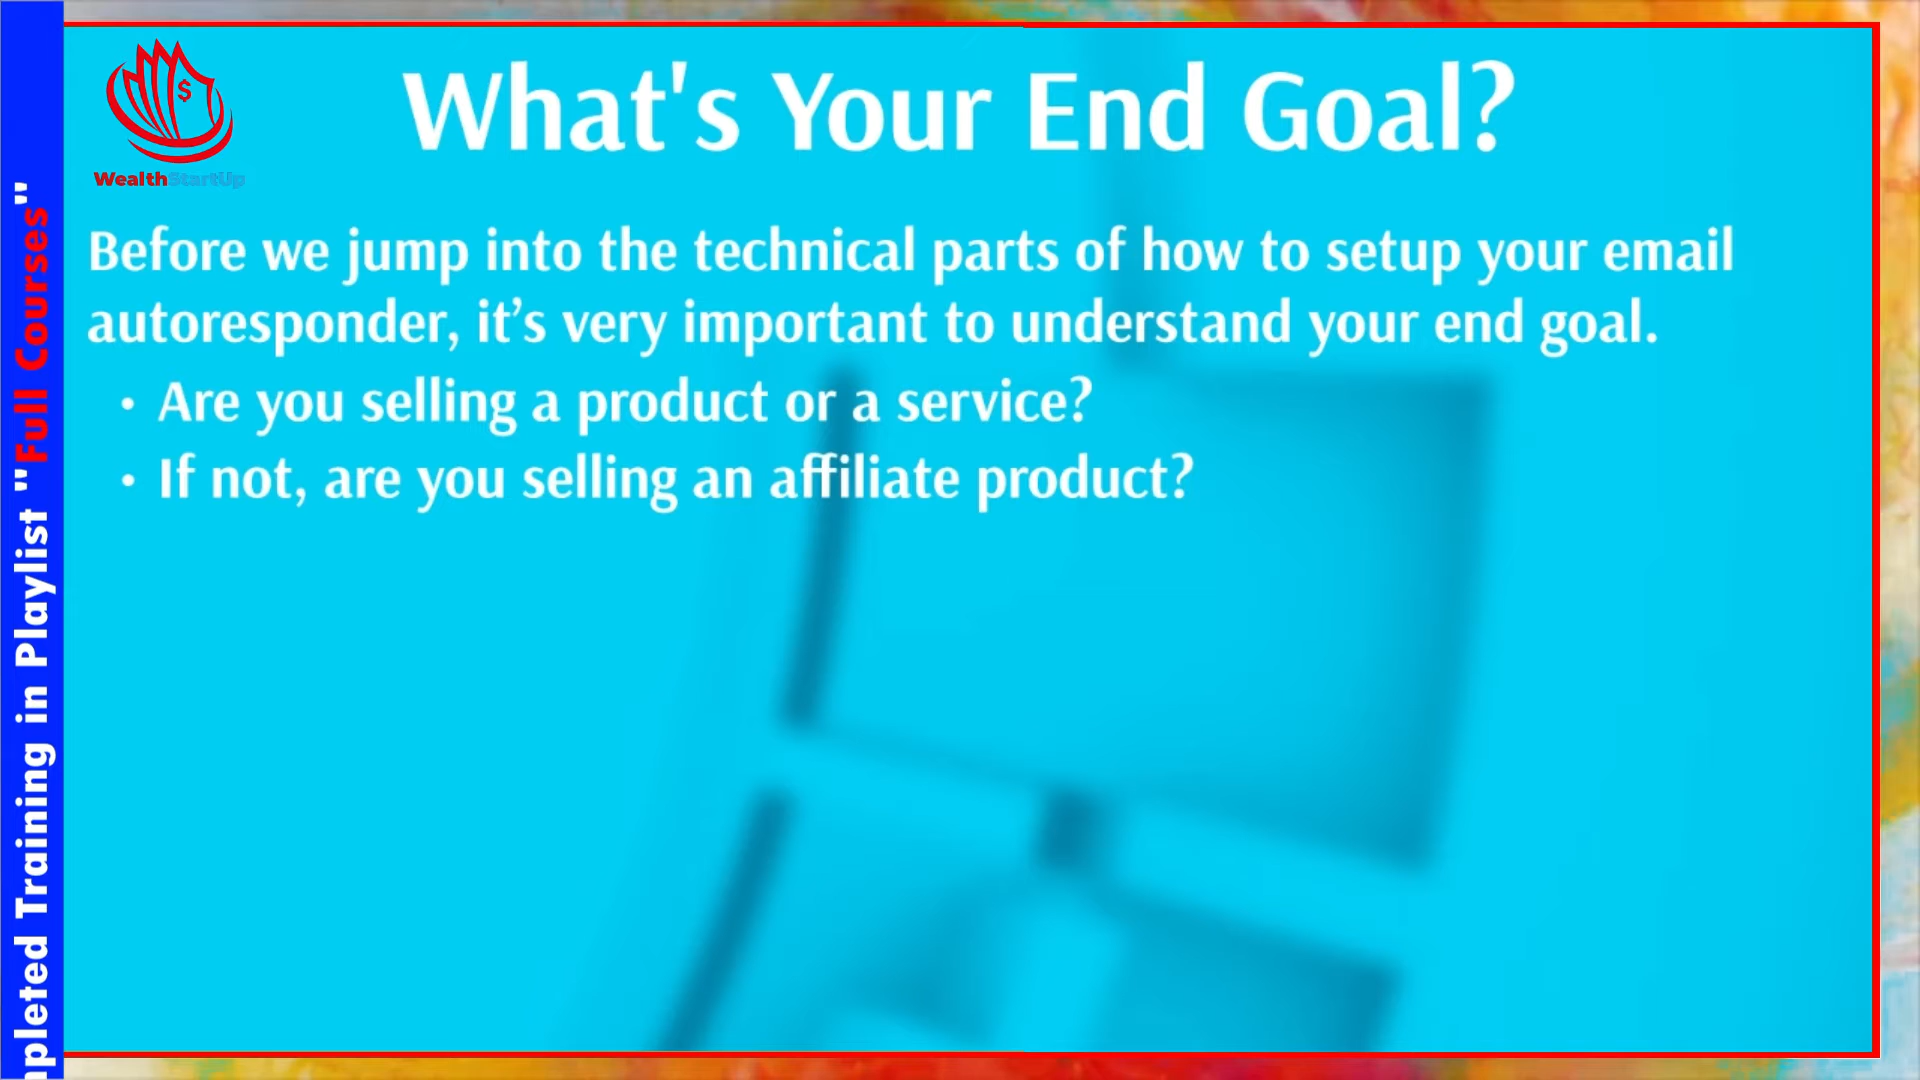 What's Your End Goal?
WealthStartUp
Before we jump into the technical parts of how to setup your email
autoresponder, it’s very important to understand your end goal.
• Are you selling a product or a service?
• If not, are you selling an affiliate product?
mpleted Training in Playlist "Full Courses"